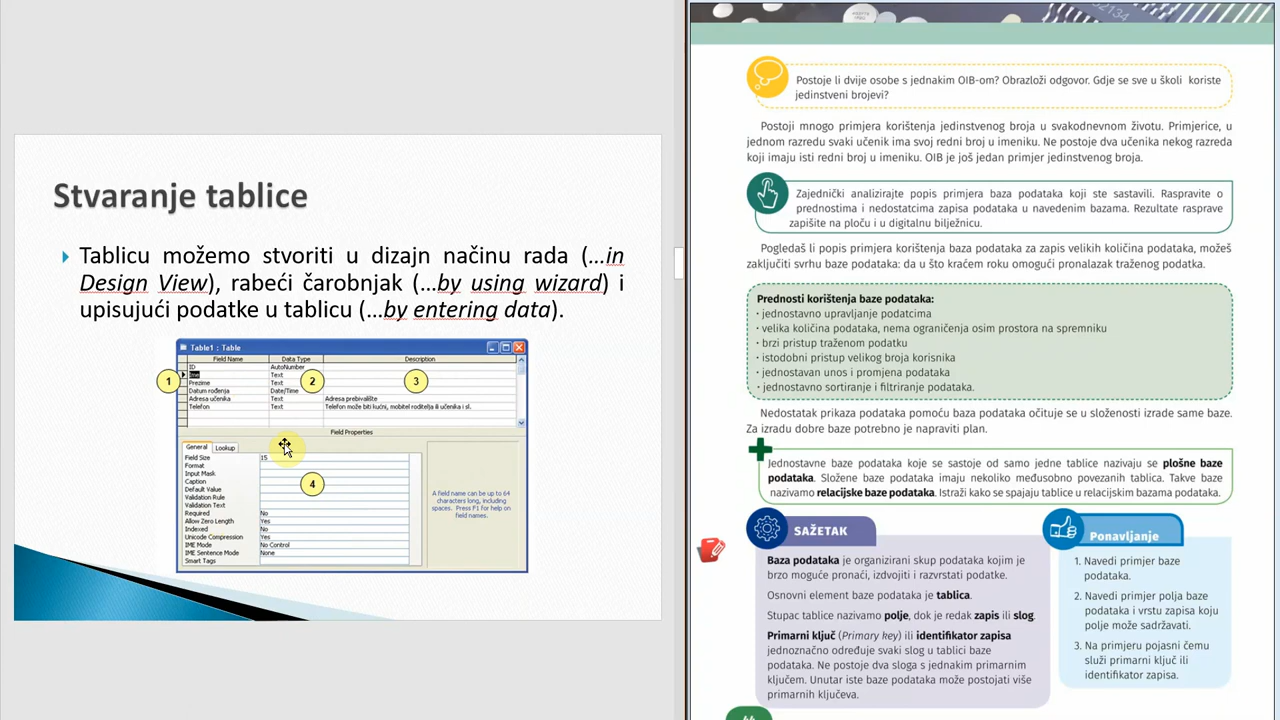 Stvaranje tablice
Tablicu možemo stvoriti u dizajn načinu rada (…in
Design View), rabeći čarobnjak (…by using wizard) i
upisujući podatke u tablicu (…by entering data).
Table1 : Table
Field Name Data Type Description
ID AutoNumber
Ime Text
Prezime Text
Datum rođenja Date/Time
Adresa učenika Text Adresa prebivališta
Telefon Text Telefon može biti kućni, mobitel roditelja ili učenika i sl.
1
2
3
Field Properties
General Lookup
Field Size 15
Format
Input Mask
Caption
Default Value
Validation Rule
Validation Text
Required No
Allow Zero Length Yes
Indexed No
Unicode Compression Yes
IME Mode No Control
IME Sentence Mode None
Smart Tags
4
A field name can be up to 64
characters long, including
spaces. Press F1 for help on
field names.
Postoje li dvije osobe s jednakim OIB-om? Obrazloži odgovor. Gdje se sve u školi koriste
jedinstveni brojevi?
Postoji mnogo primjera korištenja jedinstvenog broja u svakodnevnom životu. Primjerice, u
jednom razredu svaki učenik ima svoj redni broj u imeniku. Ne postoje dva učenika nekog razreda
koji imaju isti redni broj u imeniku. OIB je još jedan primjer jedinstvenog broja.
Zajednički analizirajte popis primjera baza podataka koji ste sastavili. Raspravite o
prednostima i nedostatcima zapisa podataka u navedenim bazama. Rezultate rasprave
zapišite na ploču i u digitalnu bilježnicu.
Pogledaš li popis primjera korištenja baze podataka za zapis velikih količina podataka, možeš
zaključiti svrhu baze podataka: da u što kraćem roku omogući pronalazak traženog podatka.
Prednosti korištenja baze podataka:
· jednostavno upravljanje podatcima
· velika količina podataka, nema ograničenja osim prostora na spremniku
· brzi pristup traženom podatku
· istodobni pristup velikog broja korisnika
· jednostavan unos i promjena podataka
· jednostavno sortiranje i filtriranje podataka.
Nedostatak prikaza podataka pomoću baza podataka očituje se u složenosti izrade same baze.
Za izradu dobre baze potrebno je napraviti plan.
Jednostavne baze podataka koje se sastoje od samo jedne tablice nazivaju se plošne baze
podataka. Složene baze podataka imaju nekoliko međusobno povezanih tablica. Takve baze
nazivamo relacijske baze podataka. Istraži kako se spajaju tablice u relacijskim bazama podataka.
SAŽETAK
Baza podataka je organizirani skup podataka kojim je
brzo moguće pronaći, izdvojiti i razvrstati podatke.
Osnovni element baze podataka je tablica.
Stupac tablice nazivamo polje, dok je redak zapis ili slog.
Primarni ključ (Primary key) ili identifikator zapisa
jednoznačno određuje svaki slog u tablici baze
podataka. Ne postoje dva sloga s jednakim primarnim
ključem. Unutar iste baze podataka može postojati više
primarnih ključeva.
Ponavljanje
1. Navedi primjer baze
podataka.
2. Navedi primjer polja baze
podataka i vrstu zapisa koju
polje može sadržavati.
3. Na primjeru pojasni čemu
služi primarni ključ ili
identifikator zapisa.